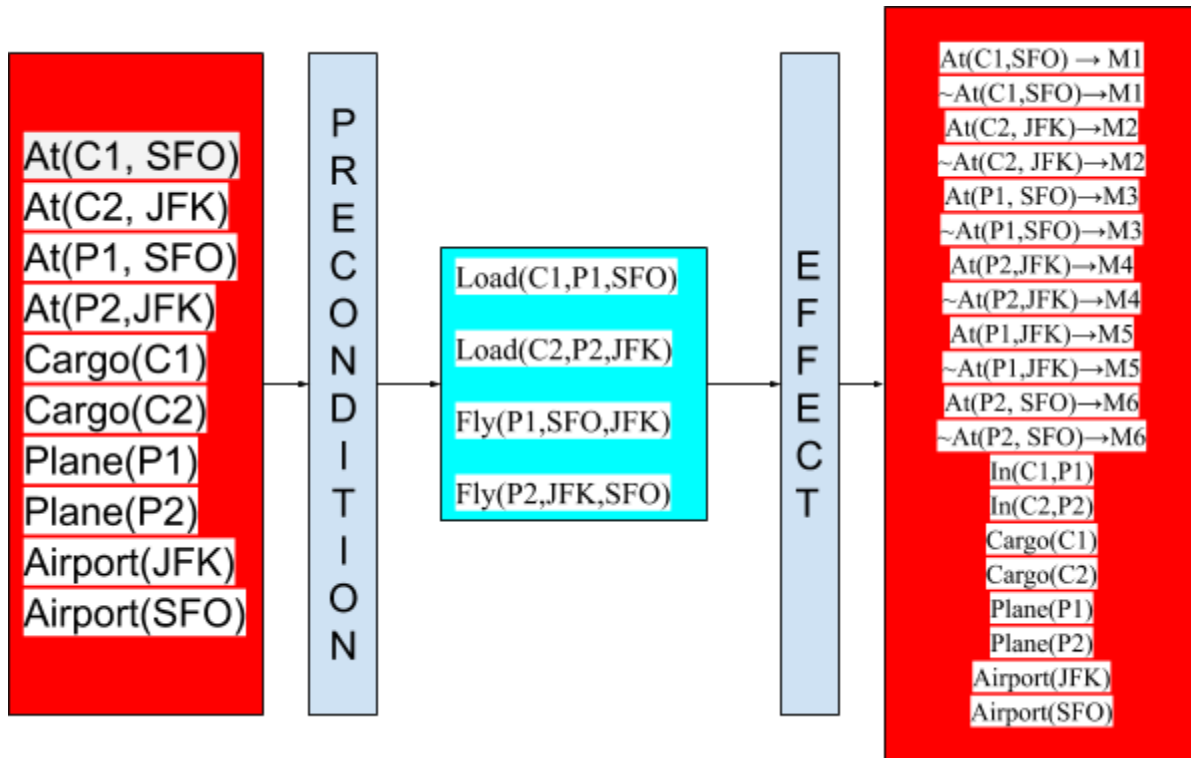 At(C1, SFO)
At(C2, JFK)
At(P1, SFO)
At(P2,JFK)
Cargo(C1)
Cargo(C2)
Plane(P1)
Plane(P2)
Airport(JFK)
Airport(SFO)
PRECONDITION
Load(C1,P1,SFO)
Load(C2,P2,JFK)
Fly(P1,SFO,JFK)
Fly(P2,JFK,SFO)
EFFECT
At(C1,SFO) → M1
~At(C1,SFO)→M1
At(C2, JFK)→M2
~At(C2, JFK)→M2
At(P1, SFO)→M3
~At(P1,SFO)→M3
At(P2,JFK)→M4
~At(P2,JFK)→M4
At(P1,JFK)→M5
~At(P1,JFK)→M5
At(P2, SFO)→M6
~At(P2, SFO)→M6
In(C1,P1)
In(C2,P2)
Cargo(C1)
Cargo(C2)
Plane(P1)
Plane(P2)
Airport(JFK)
Airport(SFO)